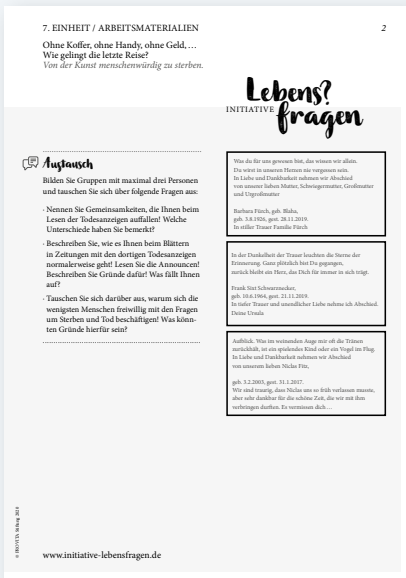 7. EINHEIT / ARBEITSMATERIALIEN
2
Ohne Koffer, ohne Handy, ohne Geld, …
Wie gelingt die letzte Reise?
Von der Kunst menschenwürdig zu sterben.
Lebens?
INITIATIVE
fragen
Austausch
Bilden Sie Gruppen mit maximal drei Personen
und tauschen Sie sich über folgende Fragen aus:
· Nennen Sie Gemeinsamkeiten, die Ihnen beim
Lesen der Todesanzeigen auffallen! Welche
Unterschiede haben Sie bemerkt?
· Beschreiben Sie, wie es Ihnen beim Blättern
in Zeitungen mit den dortigen Todesanzeigen
normalerweise geht! Lesen Sie die Announcen!
Beschreiben Sie Gründe dafür! Was fällt Ihnen
auf?
· Tauschen Sie sich darüber aus, warum sich die
wenigsten Menschen freiwillig mit den Fragen
um Sterben und Tod beschäftigen! Was könn-
ten Gründe hierfür sein?
Was du für uns gewesen bist, das wissen wir allein.
Du wirst in unseren Herzen nie vergessen sein.
In Liebe und Dankbarkeit nehmen wir Abschied
von unserer lieben Mutter, Schwiegermutter, Großmutter
und Urgroßmutter
Barbara Fürch, geb. Blaha,
geb. 3.8.1926, gest. 28.11.2019.
In stiller Trauer Familie Fürch
In der Dunkelheit der Trauer leuchten die Sterne der
Erinnerung. Ganz plötzlich bist Du gegangen,
zurück bleibt ein Herz, das Dich für immer in sich trägt.
Frank Sixt Schwarznecker,
geb. 10.6.1964, gest. 21.11.2019.
In tiefer Trauer und unendlicher Liebe nehme ich Abschied.
Deine Ursula
Aufblick. Was im weinenden Auge mir oft die Tränen
zurückhält, ist ein spielendes Kind oder ein Vogel im Flug.
In Liebe und Dankbarkeit nehmen wir Abschied
von unserem lieben Niclas Fitz,
geb. 3.2.2003, gest. 31.1.2017.
Wir sind traurig, dass Niclas uns so früh verlassen musste,
aber sehr dankbar für die schöne Zeit, die wir mit ihm
verbringen durften. Es vermissen dich…
www.initiative-lebensfragen.de